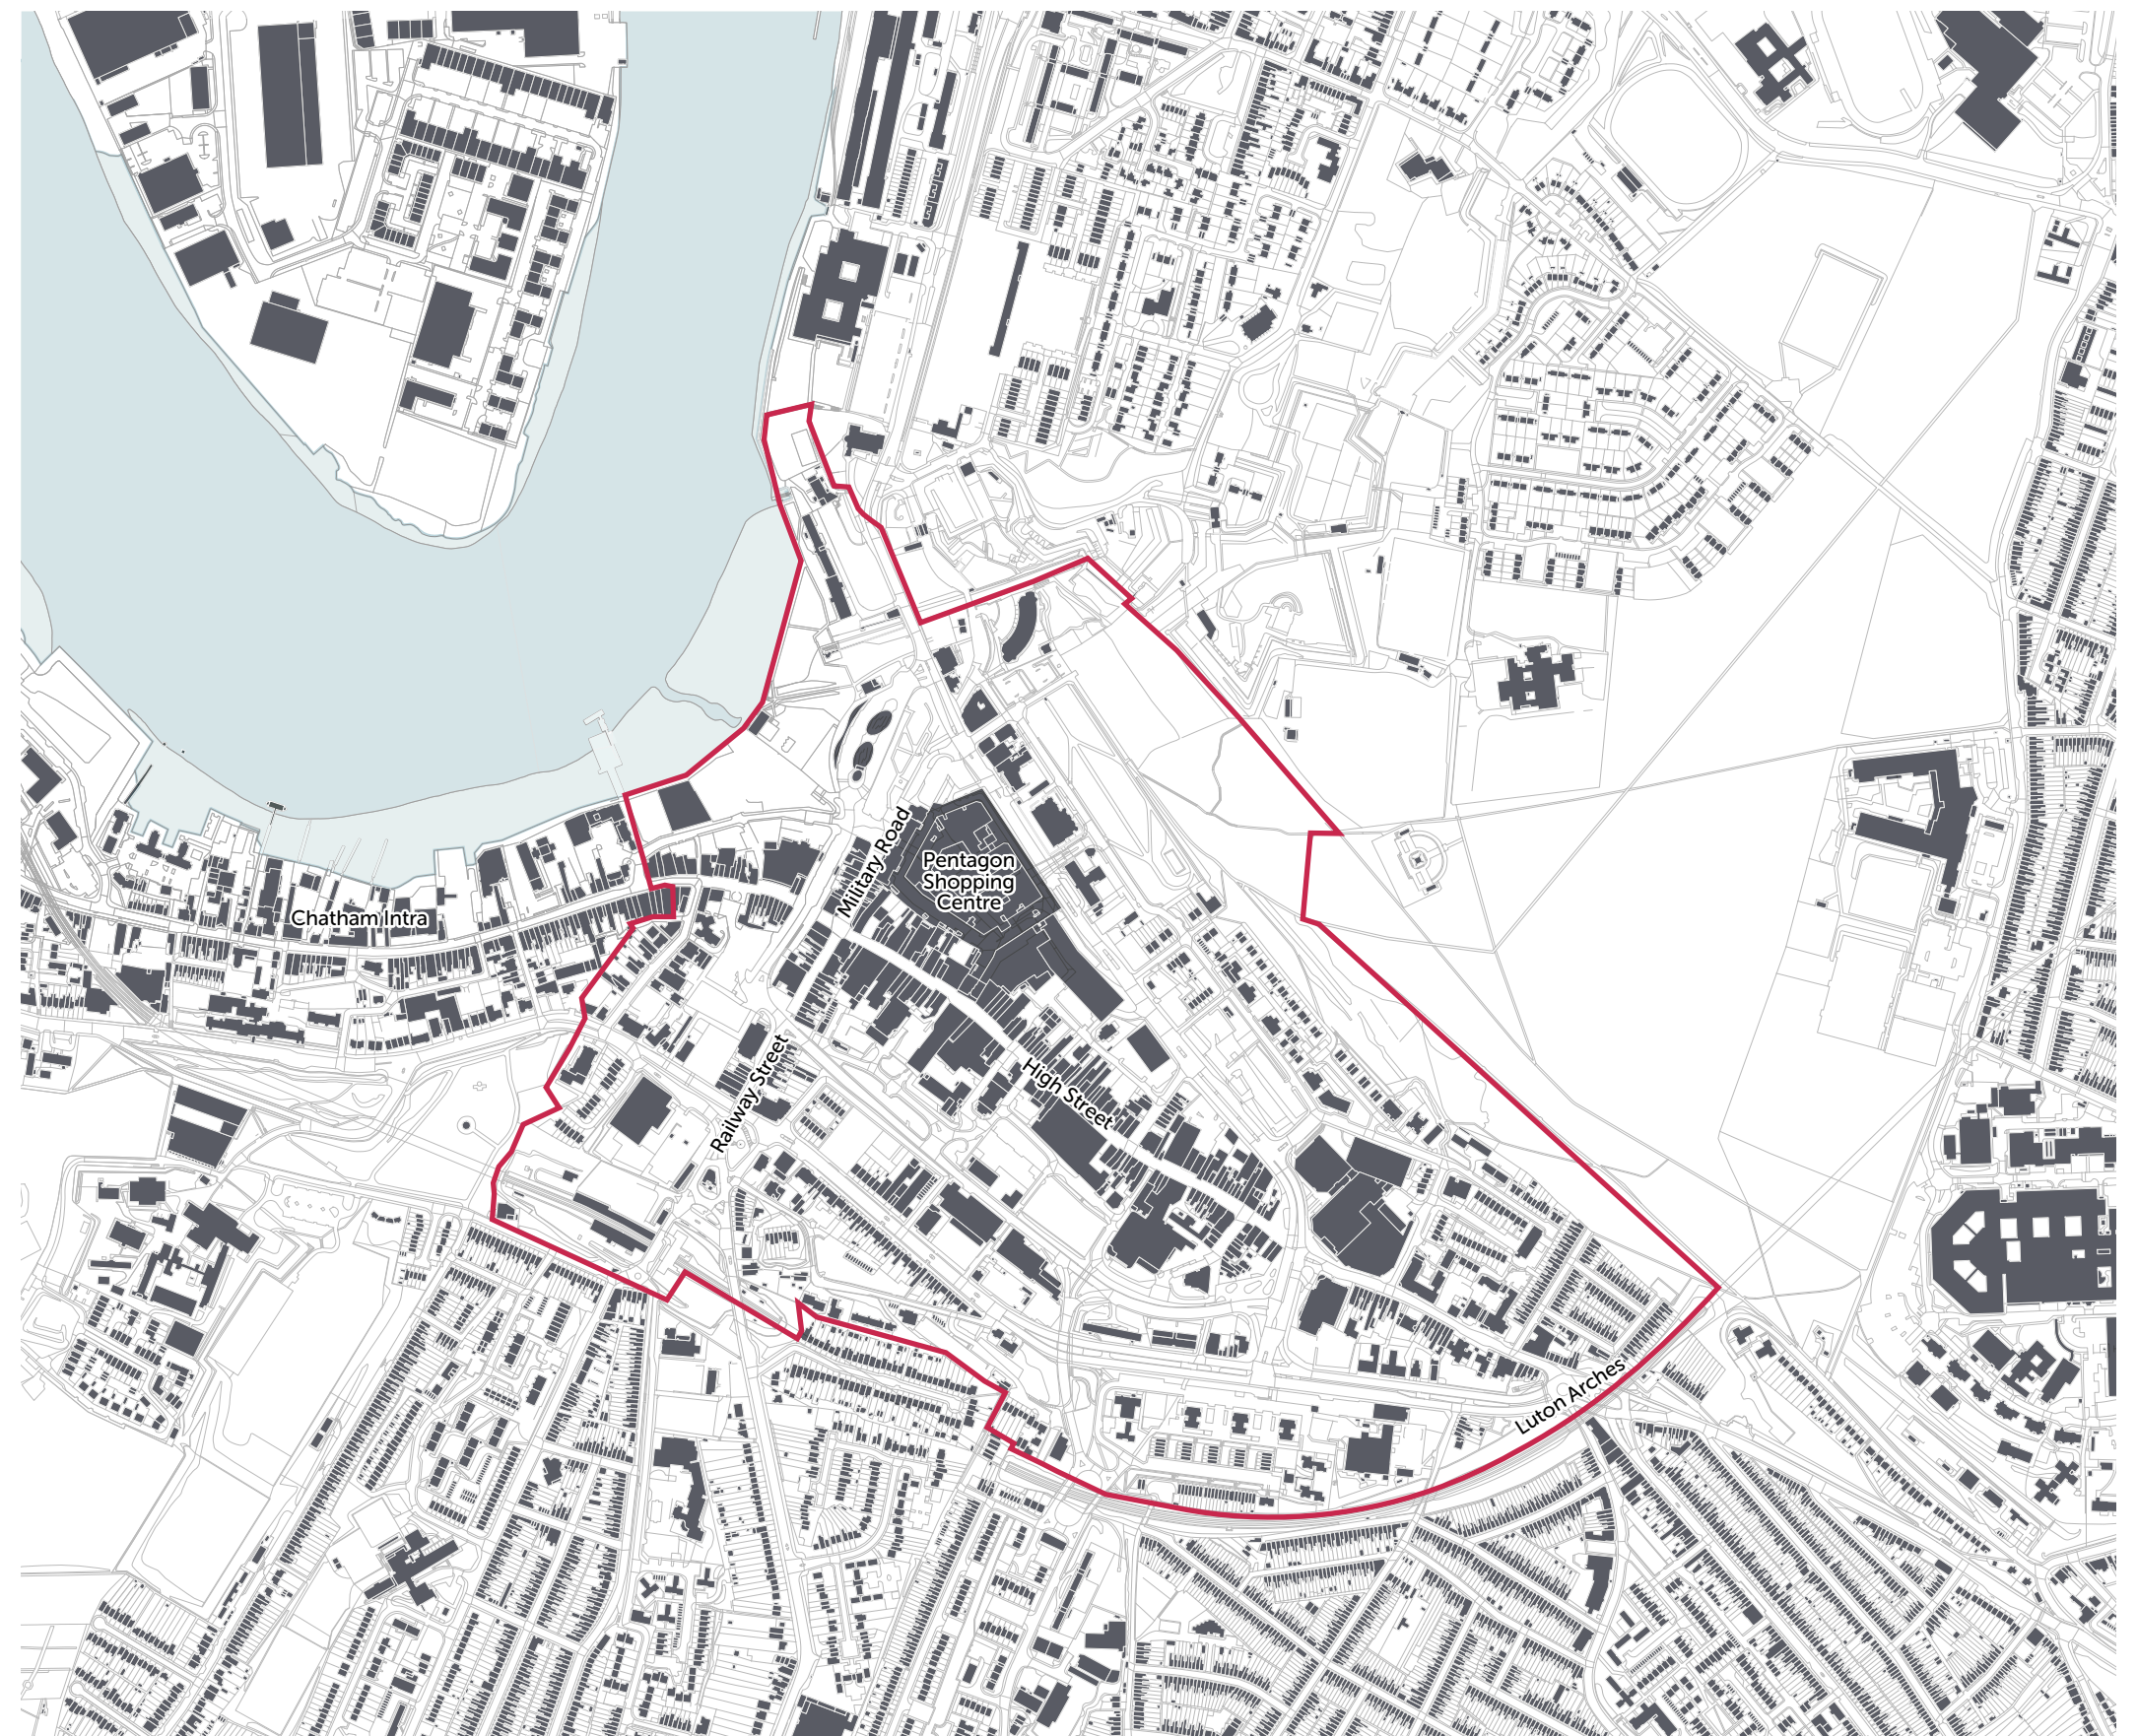 Military Road
Pentagon
Shopping
Centre
Chatham Intra
Railway Street
High Street
Luton Arches